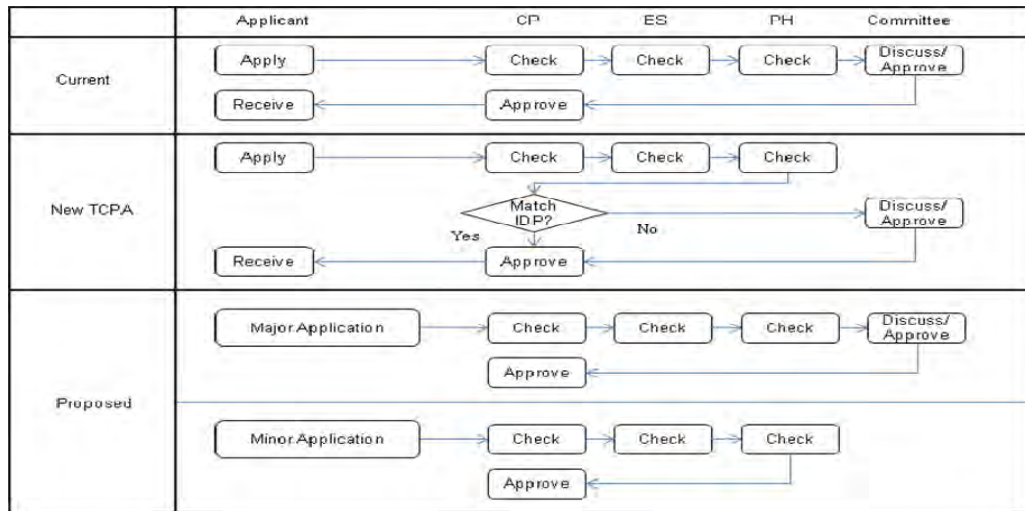 Applicant CP ES PH Committee
Current
Apply Check Check Check Discuss/
Approve
Receive Approve
New TCPA
Apply Check Check Check
Match
IDP?
Discuss/
Approve
Yes No
Receive Approve
Proposed
Major Application Check Check Check Discuss/
Approve
Approve
Minor Application Check Check Check
Approve